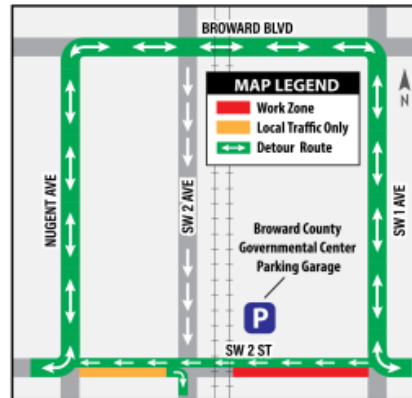 BROWARD BLVD
MAP LEGEND
Work Zone
Local Traffic Only
Detour Route
N
NUGENT AVE
SW 2 AVE
SW 1 AVE
Broward County
Governmental Center
Parking Garage
P
SW 2 ST